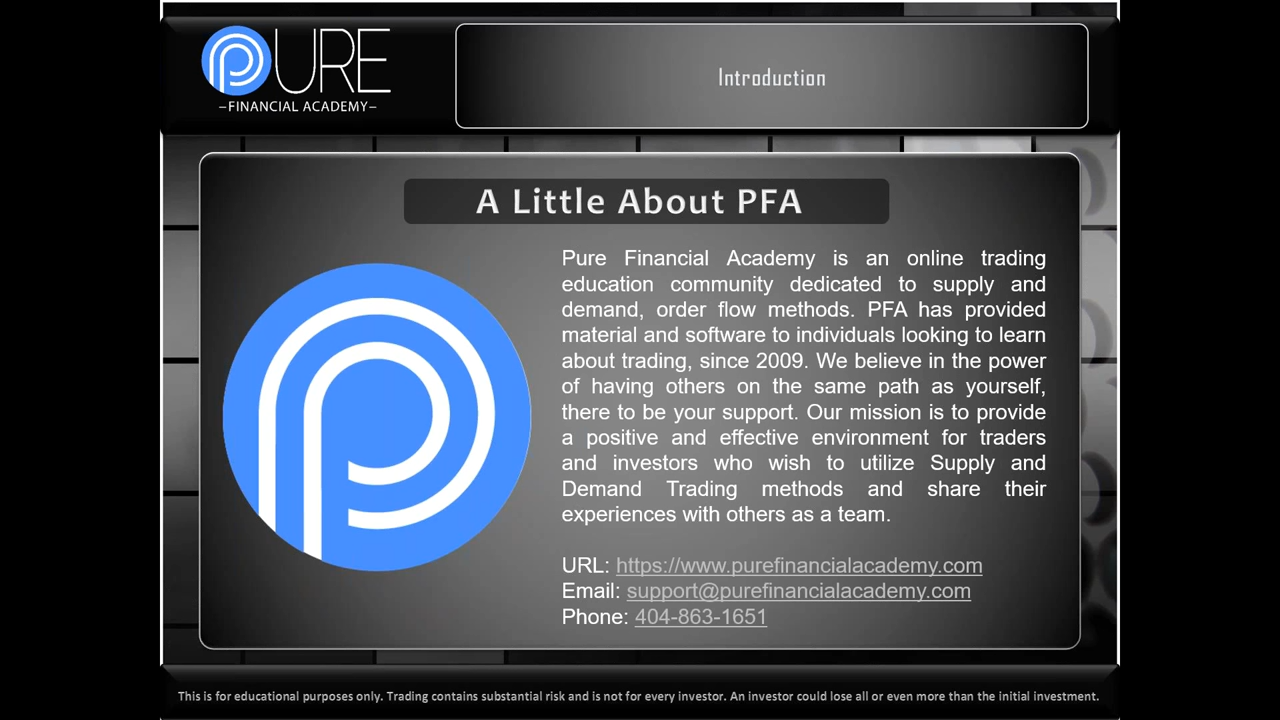 PURE
–FINANCIAL ACADEMY–
Introduction
A Little About PFA
Pure Financial Academy is an online trading
education community dedicated to supply and
demand, order flow methods. PFA has provided
material and software to individuals looking to learn
about trading, since 2009. We believe in the power
of having others on the same path as yourself,
there to be your support. Our mission is to provide
a positive and effective environment for traders
and investors who wish to utilize Supply and
Demand Trading methods and share their
experiences with others as a team.
URL: https://www.purefinancialacademy.com
Email: support@purefinancialacademy.com
Phone: 404-863-1651
This is for educational purposes only. Trading contains substantial risk and is not for every investor. An investor could lose all or even more than the initial investment.